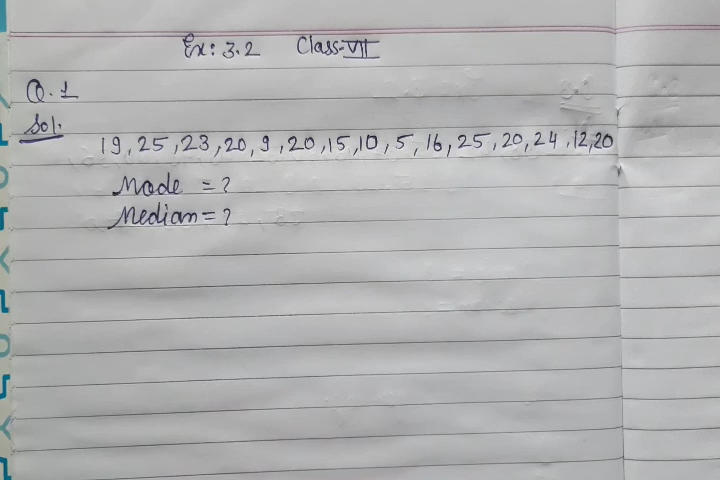 Ex: 3.2 Class-VII
Q. 1
Sol.
19, 25, 23, 20, 9, 20, 15, 10, 5, 16, 25, 20, 24, 12, 20
Mode = ?
Median = ?